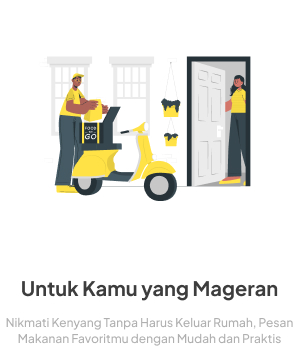 FOOD
TO
GO
Untuk Kamu yang Mageran
Nikmati Kenyang Tanpa Harus Keluar Rumah, Pesan
Makanan Favoritmu dengan Mudah dan Praktis